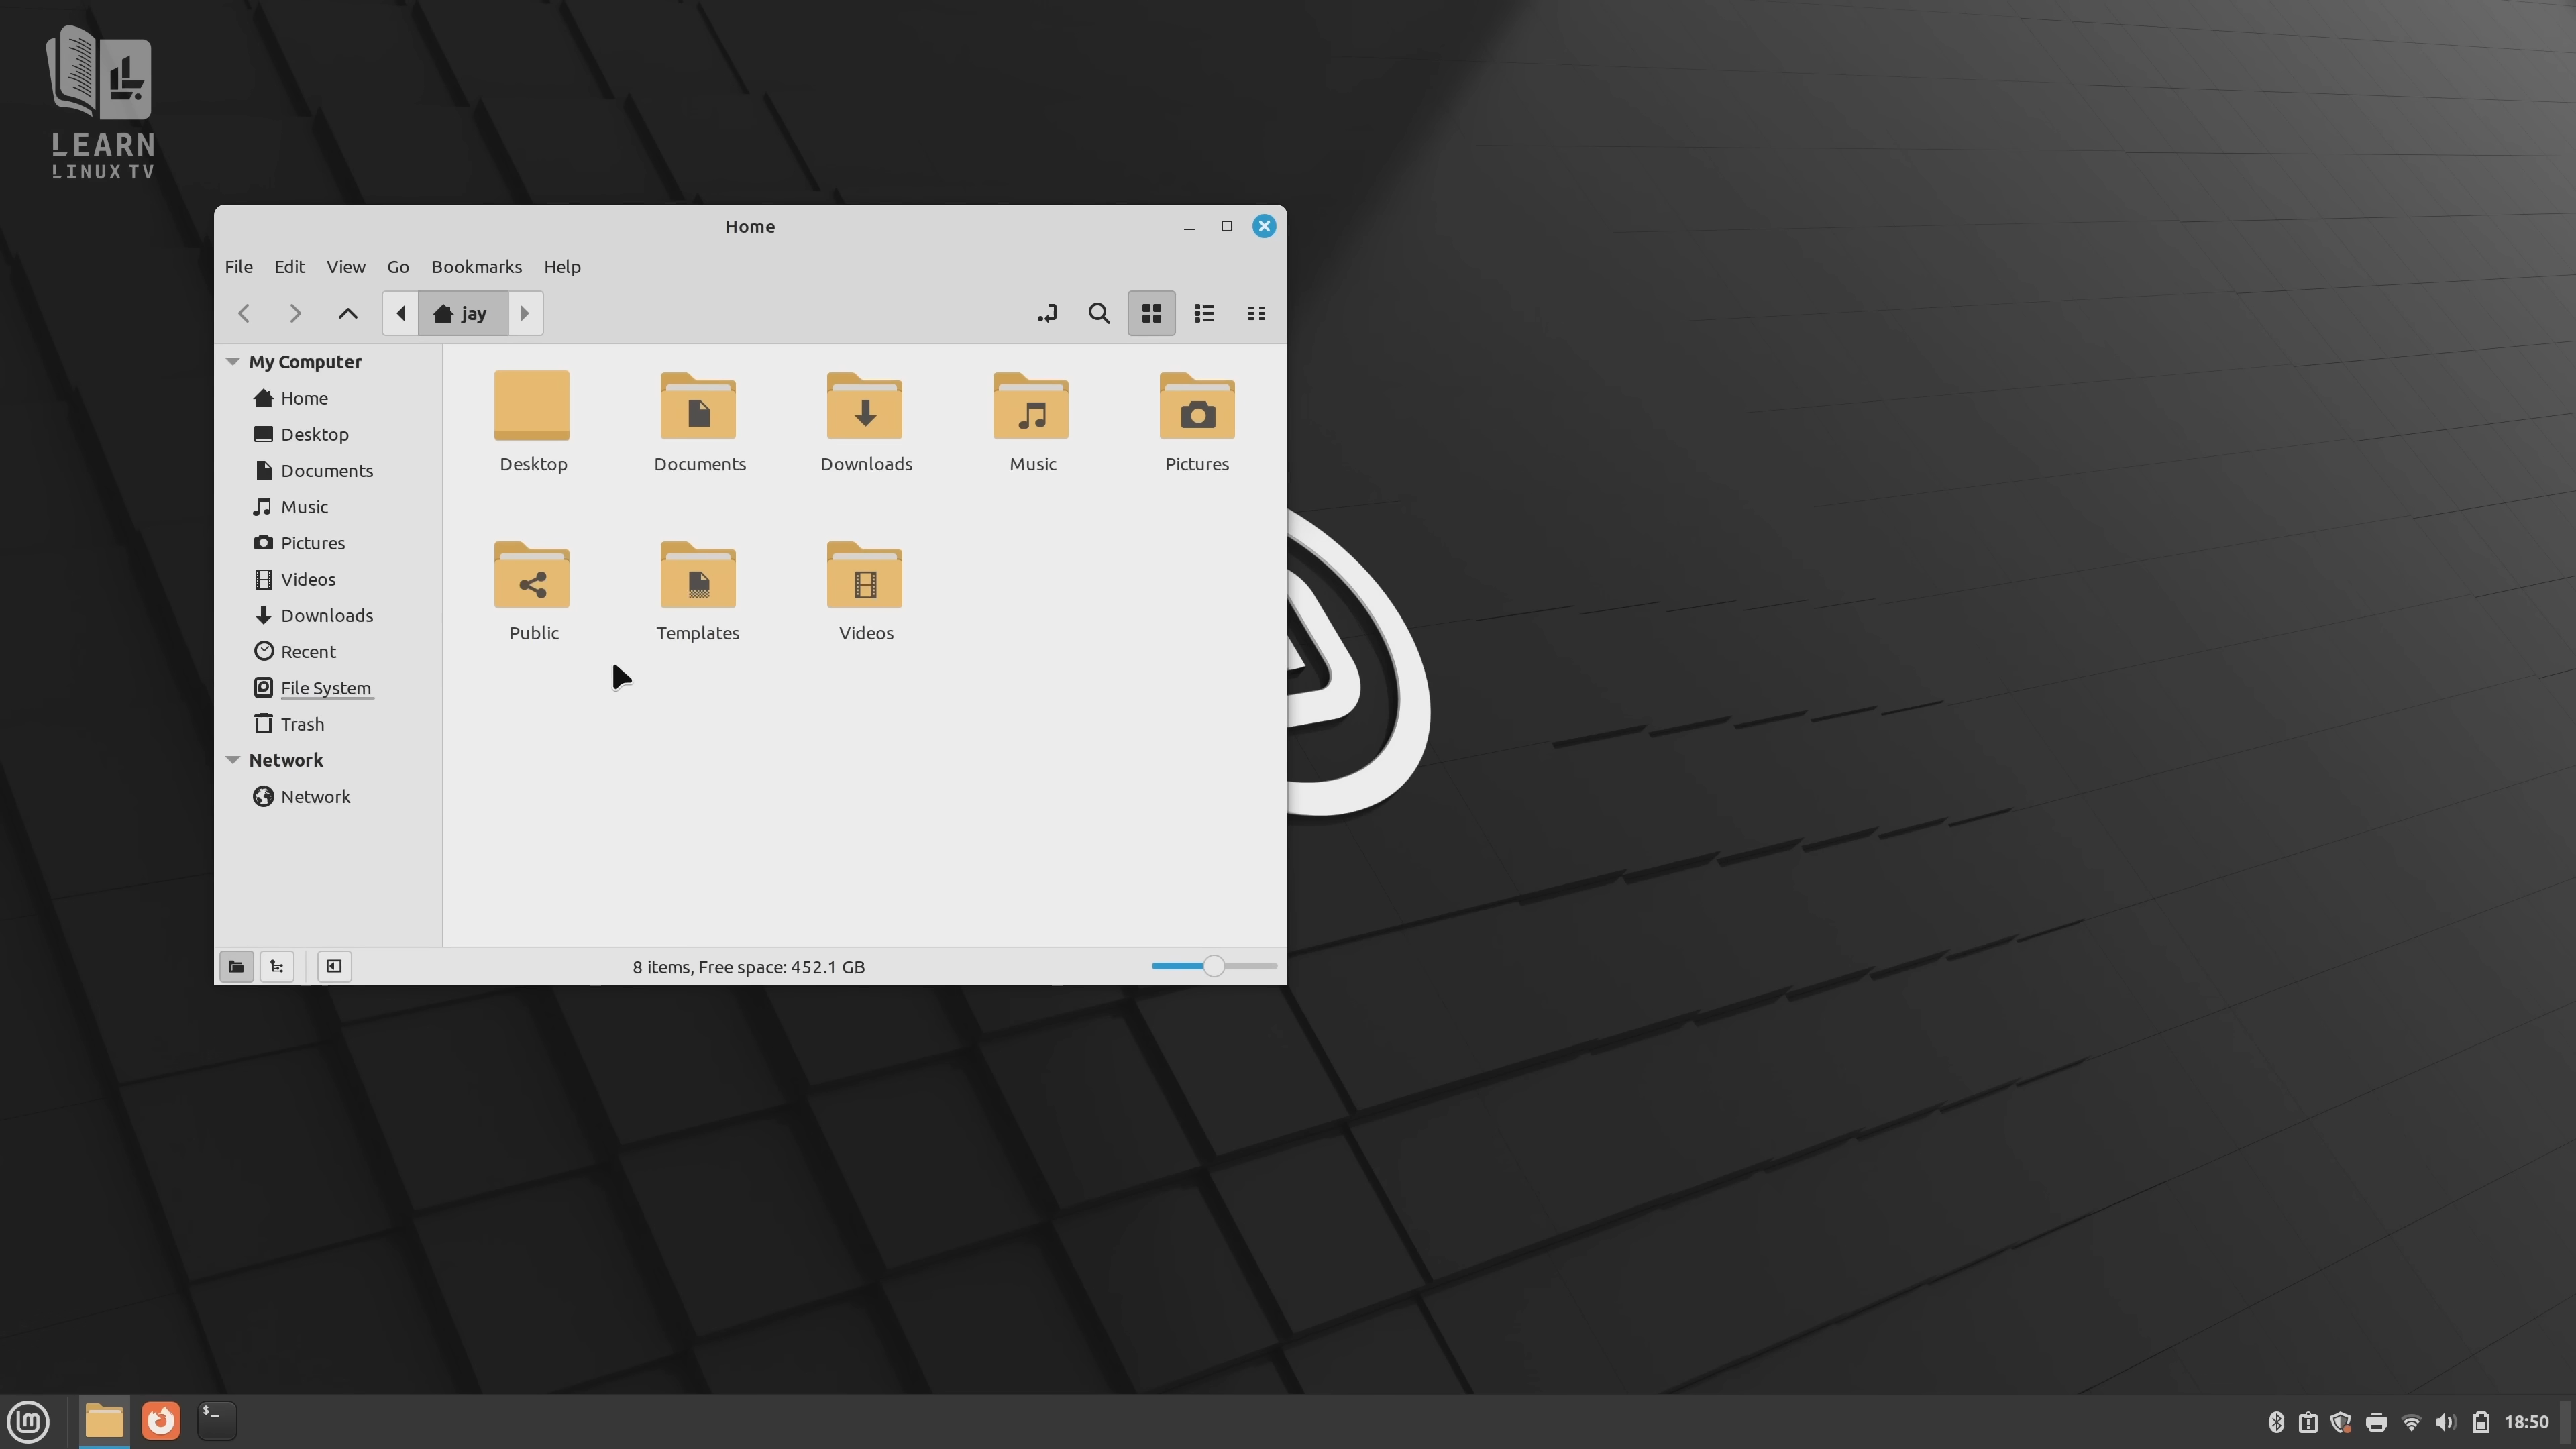 LEARN
LINUX TV
Home
File Edit View Go Bookmarks Help
jay
My Computer
Home
Desktop
Documents
Music
Pictures
Videos
Downloads
Recent
File System
Trash
Network
Network
Desktop Documents Downloads Music Pictures
Public Templates Videos
8 items, Free space: 452.1 GB
$_
18:50